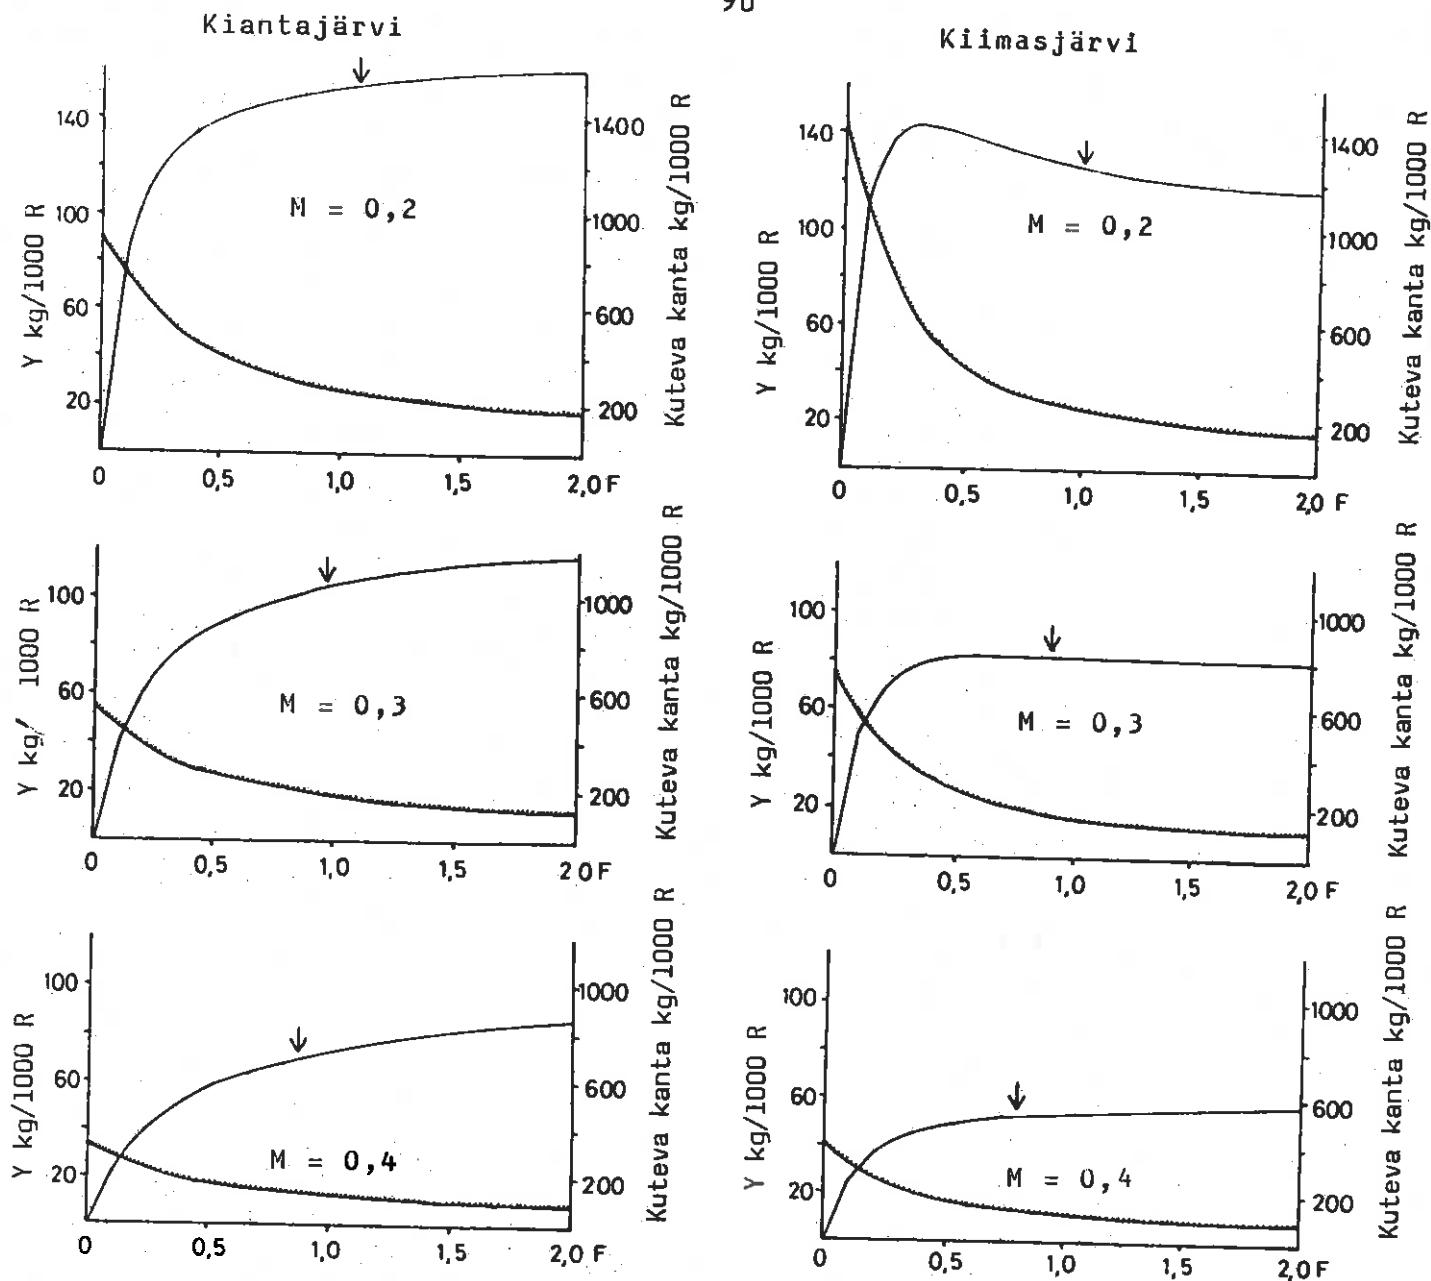 90
Kiantajärvi
Kiimasjärvi
Y kg/1000 R
140
100
60
20
M = 0,2
1400
1000
600
200
Kuteva kanta kg/1000 R
0 0,5 1,0 1,5 2,0 F
Y kg/1000 R
140
100
60
20
M = 0,2
1400
1000
600
200
Kuteva kanta kg/1000 R
0 0,5 1,0 1,5 2,0 F
Y kg/ 1000 R
100
60
20
M = 0,3
1000
600
200
Kuteva kanta kg/1000 R
0 0,5 1,0 1,5 2 0 F
Y kg/1000 R
100
60
20
M = 0,3
1000
600
200
Kuteva kanta kg/1000 R
0 0,5 1,0 1,5 2,0 F
Y kg/1000 R
100
60
20
M = 0,4
1000
600
200
Kuteva kanta kg/1000 R
0 0,5 1,0 1,5 2,0 F
Y kg/1000 R
100
60
20
M = 0,4
1000
600
200
Kuteva kanta kg/1000 R
0 0,5 1,0 1,5 2,0 F